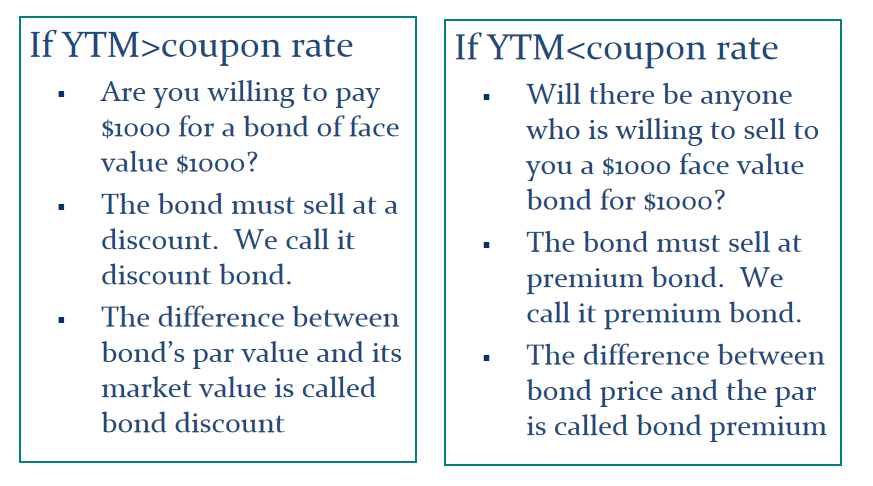 If YTM>coupon rate
▪ Are you willing to pay
$1000 for a bond of face
value $1000?
▪ The bond must sell at a
discount. We call it
discount bond.
▪ The difference between
bond's par value and its
market value is called
bond discount
If YTM<coupon rate
▪ Will there be anyone
who is willing to sell to
you a $1000 face value
bond for $1000?
▪ The bond must sell at
premium bond. We
call it premium bond.
▪ The difference between
bond price and the par
is called bond premium